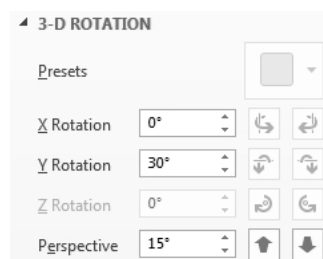 3-D ROTATION
Presets
X Rotation 0°
Y Rotation 30°
Z Rotation 0°
Perspective 15°